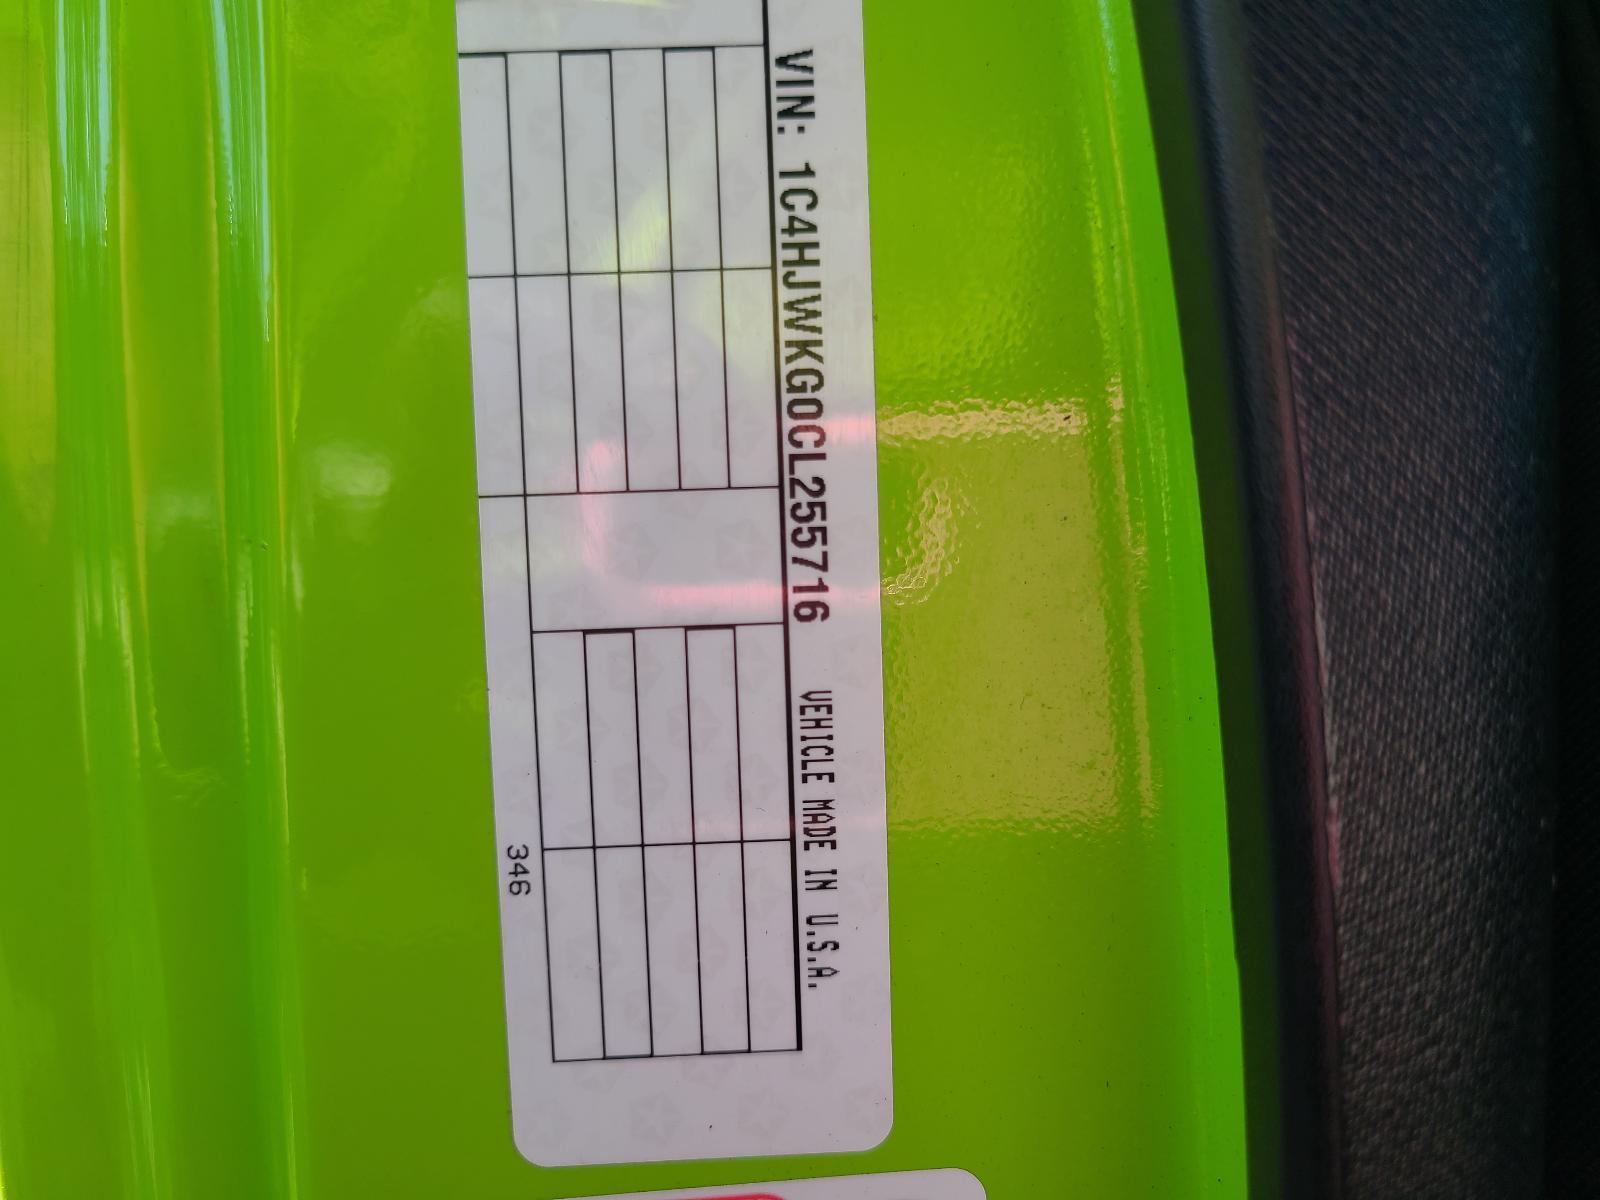 VIN: 1C4HJWKG0CL255716 VEHICLE MADE IN U.S.A.
346